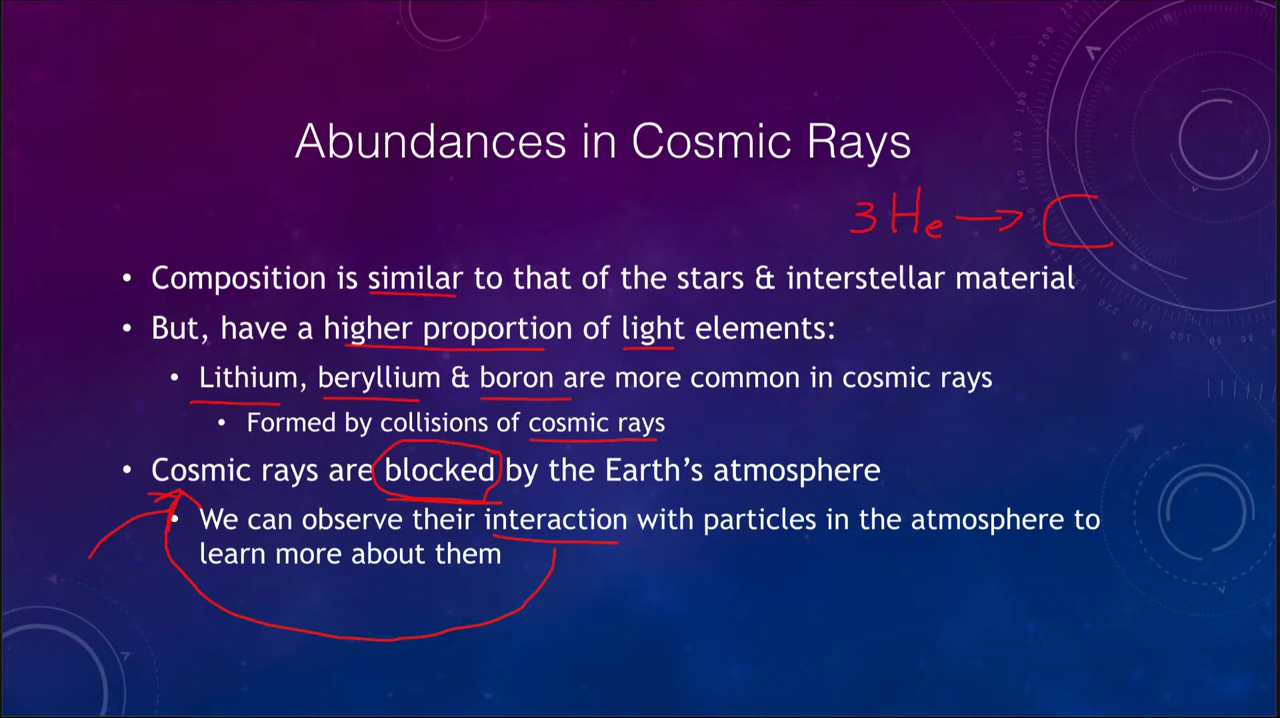 Abundances in Cosmic Rays
3 He → C
• Composition is similar to that of the stars & interstellar material
• But, have a higher proportion of light elements:
• Lithium, beryllium & boron are more common in cosmic rays
• Formed by collisions of cosmic rays
• Cosmic rays are blocked by the Earth's atmosphere
• We can observe their interaction with particles in the atmosphere to
learn more about them